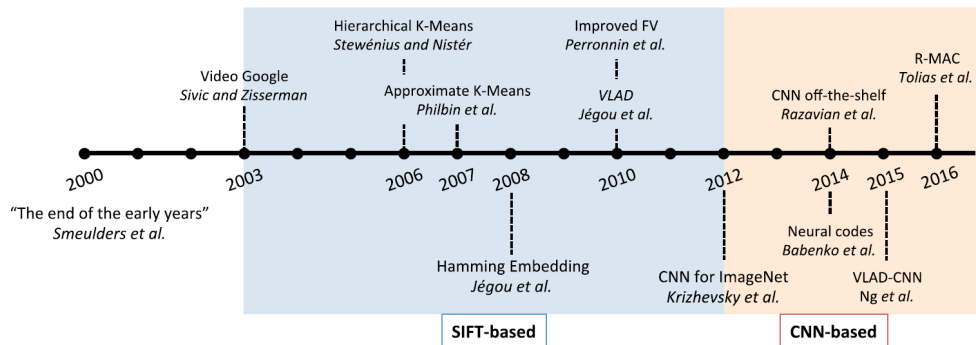 Hierarchical K-Means
Stewénius and Nistér
Improved FV
Perronnin et al.
R-MAC
Tolias et al.
Video Google
Sivic and Zisserman
Approximate K-Means
Philbin et al.
VLAD
Jégou et al.
CNN off-the-shelf
Razavian et al.
2000
2003
2006
2007
2008
2010
2012
2014
2015
2016
“The end of the early years”
Smeulders et al.
Hamming Embedding
Jégou et al.
CNN for ImageNet
Krizhevsky et al.
Neural codes
Babenko et al.
VLAD-CNN
Ng et al.
SIFT-based
CNN-based